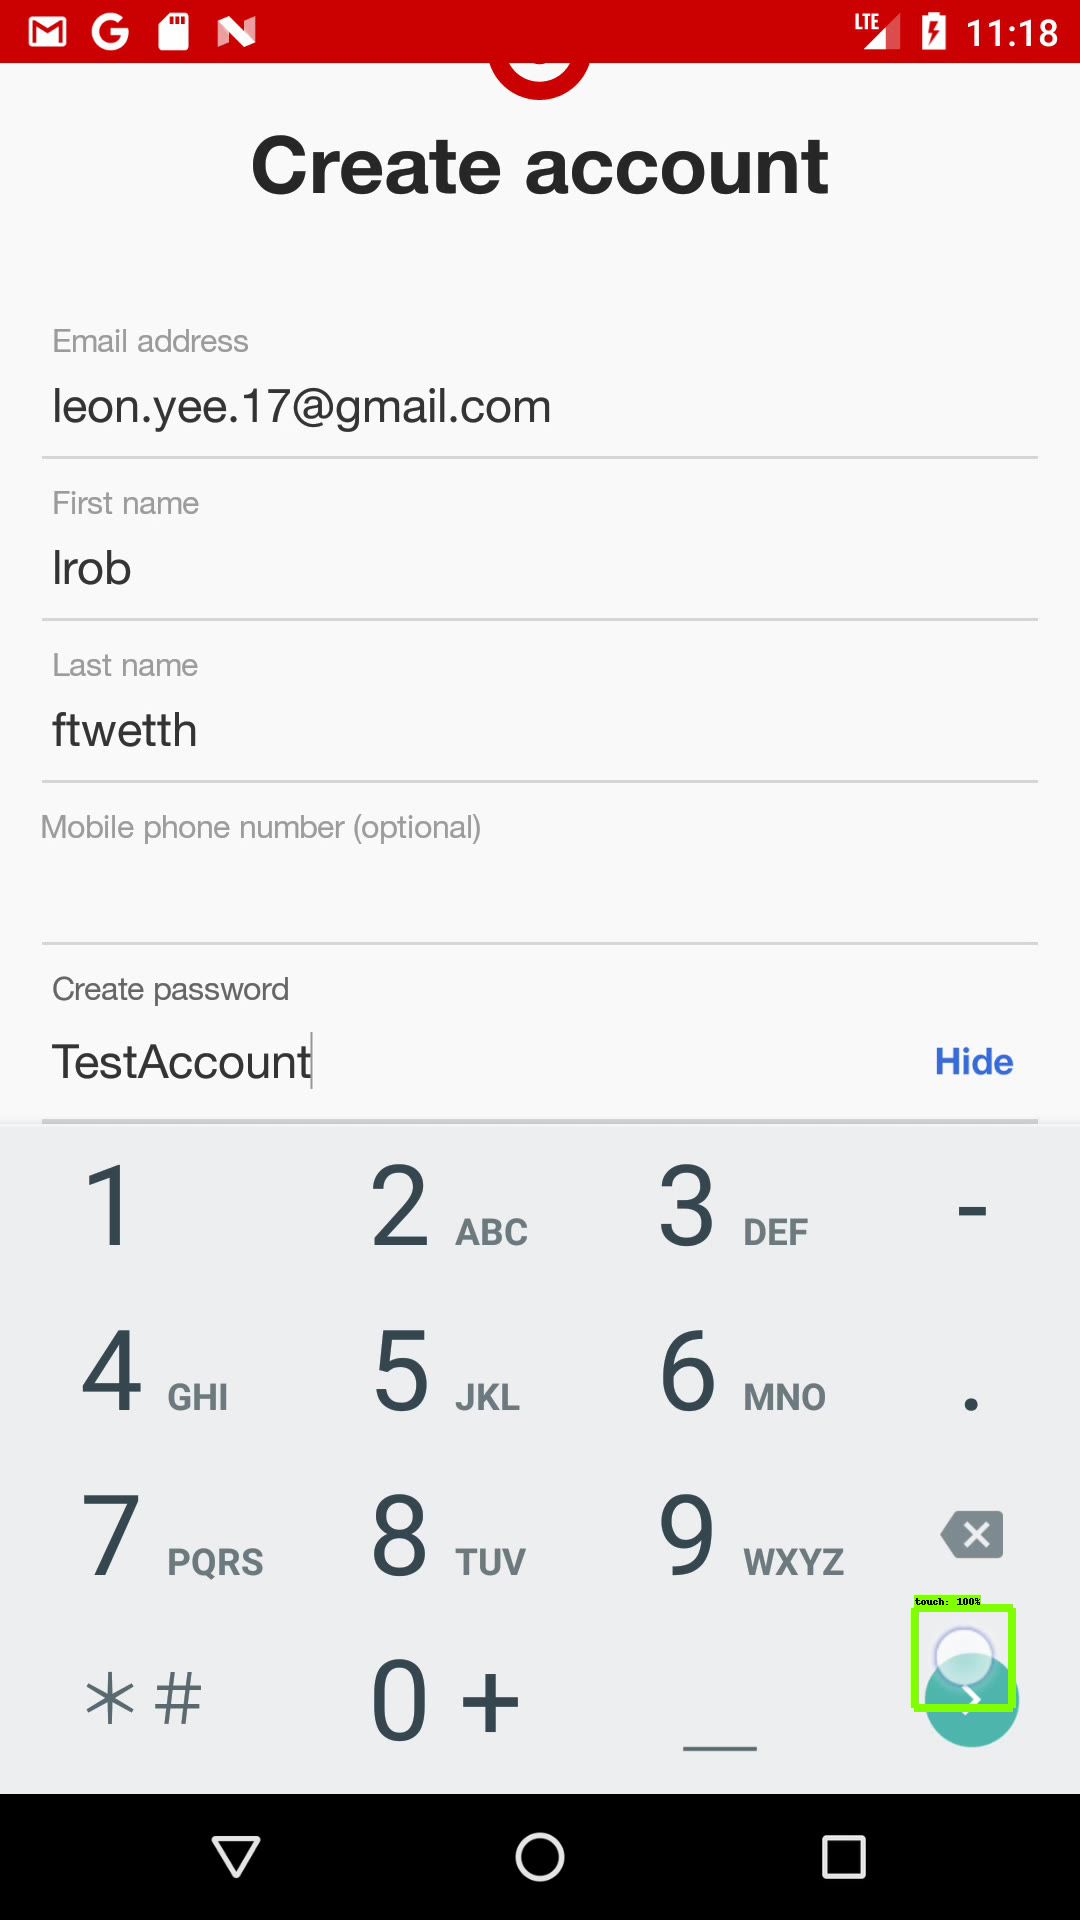 LTE 11:18
Create account
Email address
leon.yee.17@gmail.com
First name
lrob
Last name
ftwetth
Mobile phone number (optional)
Create password
TestAccount Hide
1 2 ABC 3 DEF -
4 GHI 5 JKL 6 MNO .
7 PQRS 8 TUV 9 WXYZ
touch: 100%
*# 0 + _